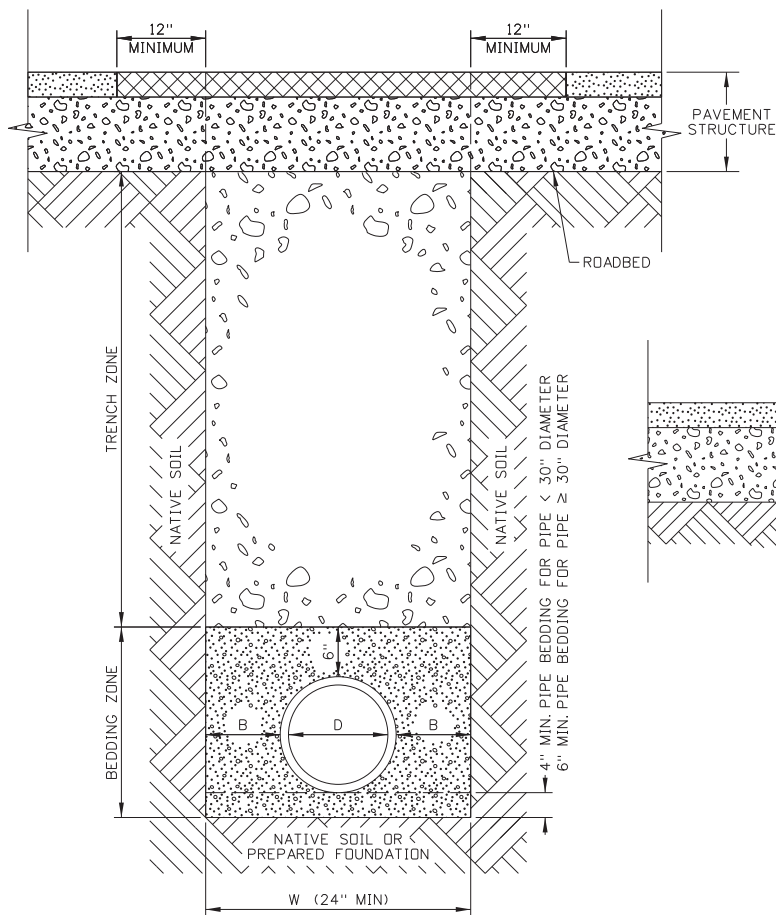 12"
MINIMUM
12"
MINIMUM
PAVEMENT
STRUCTURE
ROADBED
TRENCH ZONE
NATIVE SOIL
NATIVE SOIL
4" MIN. PIPE BEDDING FOR PIPE < 30" DIAMETER
6" MIN. PIPE BEDDING FOR PIPE ≥ 30" DIAMETER
6"
BEDDING ZONE
B
D
B
NATIVE SOIL OR
PREPARED FOUNDATION
W (24" MIN)